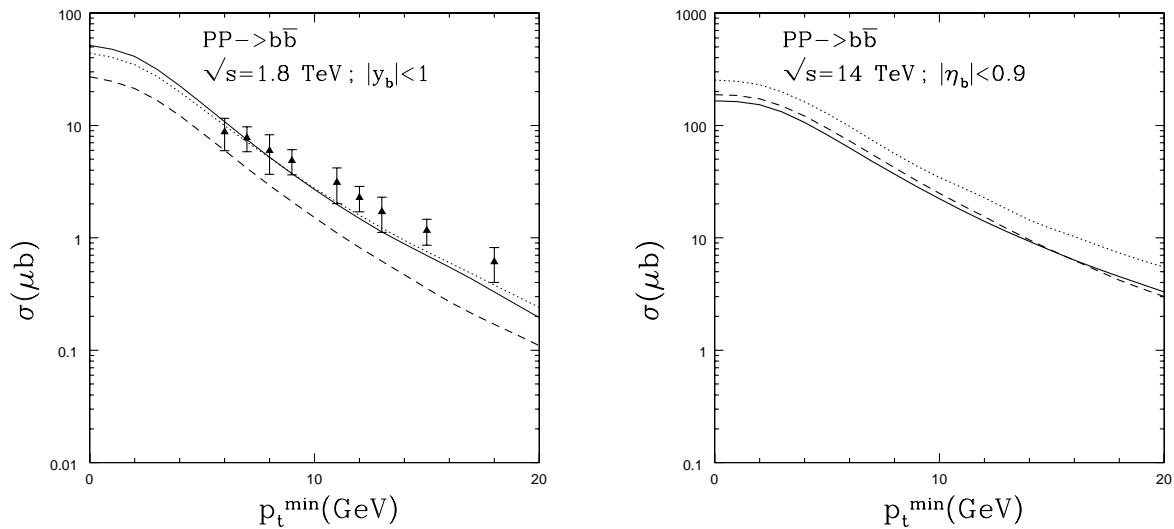 PP->bb̅
√s=1.8 TeV ; |y_b|<1
100
10
1
0.1
0.01
σ(μb)
0
10
20
p_t^min(GeV)
PP->bb̅
√s=14 TeV ; |η_b|<0.9
1000
100
10
1
0.1
σ(μb)
0
10
20
p_t^min(GeV)